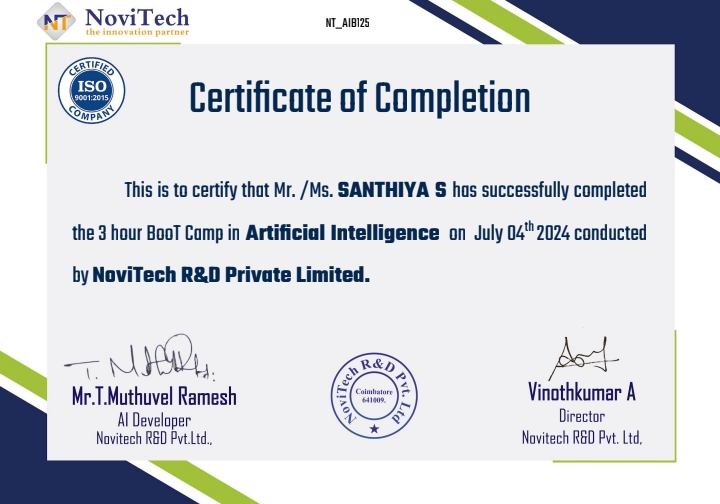 NT NoviTech
the innovation partner
NT_AIB125
CERTIFIED
ISO
9001:2015
COMPANY
Certificate of Completion
This is to certify that Mr. /Ms. SANTHIYA S has successfully completed
the 3 hour BooT Camp in Artificial Intelligence on July 04th 2024 conducted
by NoviTech R&D Private Limited.
Mr.T.Muthuvel Ramesh
AI Developer
Novitech R&D Pvt.Ltd.,
NoviTech R&D Pvt. Ltd
Coimbatore
641009.
Vinothkumar A
Director
Novitech R&D Pvt. Ltd,